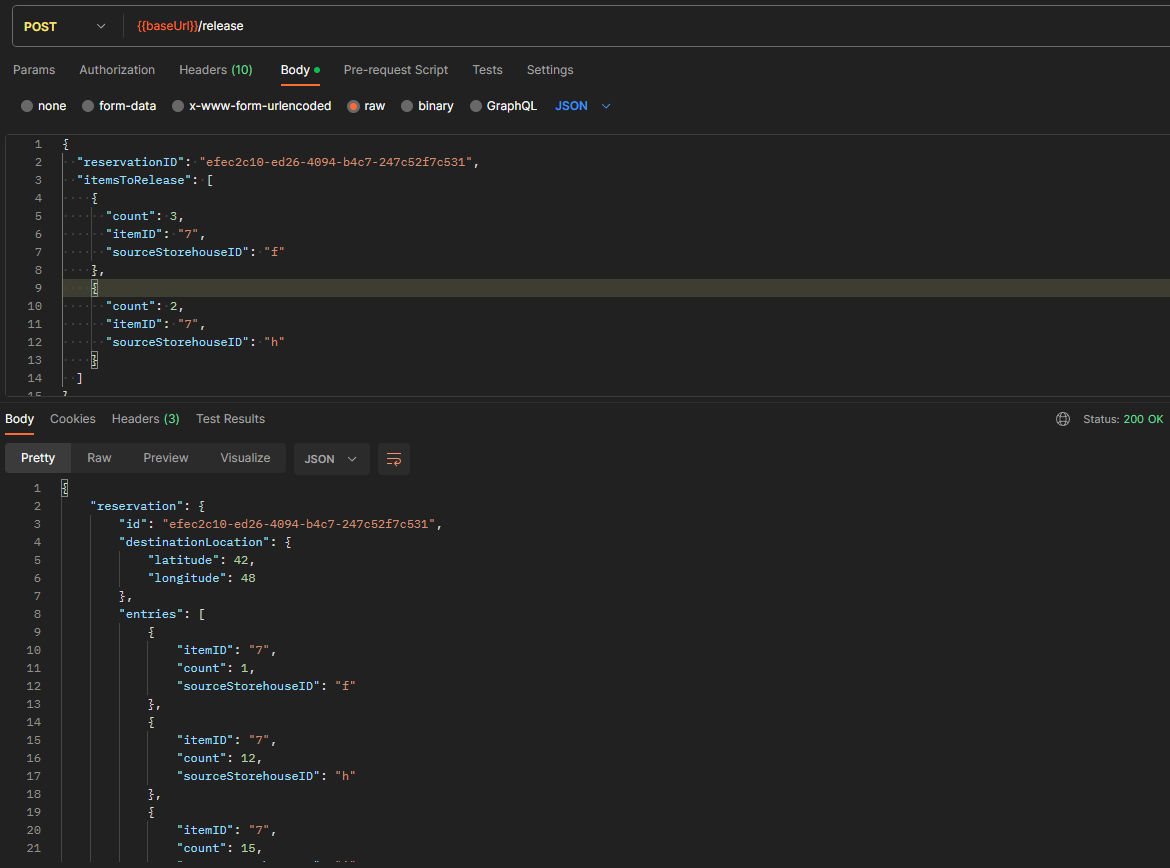 POST {{baseUrl}}/release
Params Authorization Headers (10) Body Pre-request Script Tests Settings
none form-data x-www-form-urlencoded raw binary GraphQL JSON
1 {
2 "reservationID": "efec2c10-ed26-4094-b4c7-247c52f7c531",
3 "itemsToRelease": [
4 {
5 "count": 3,
6 "itemID": "7",
7 "sourceStorehouseID": "f"
8 },
9 {
10 "count": 2,
11 "itemID": "7",
12 "sourceStorehouseID": "h"
13 }
14 ]
15 }
Body Cookies Headers (3) Test Results Status: 200 OK
Pretty Raw Preview Visualize JSON
1 {
2 "reservation": {
3 "id": "efec2c10-ed26-4094-b4c7-247c52f7c531",
4 "destinationLocation": {
5 "latitude": 42,
6 "longitude": 48
7 },
8 "entries": [
9 {
10 "itemID": "7",
11 "count": 1,
12 "sourceStorehouseID": "f"
13 },
14 {
15 "itemID": "7",
16 "count": 12,
17 "sourceStorehouseID": "h"
18 },
19 {
20 "itemID": "7",
21 "count": 15,